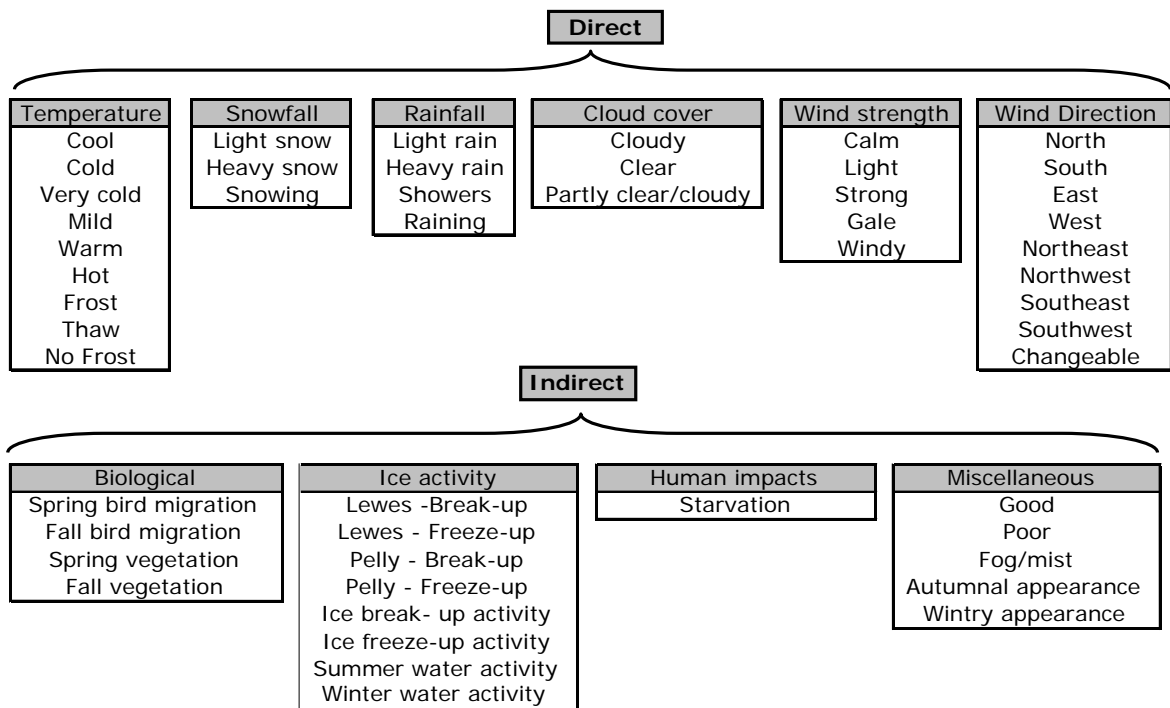 Direct
Temperature
Cool
Cold
Very cold
Mild
Warm
Hot
Frost
Thaw
No Frost
Snowfall
Light snow
Heavy snow
Snowing
Rainfall
Light rain
Heavy rain
Showers
Raining
Cloud cover
Cloudy
Clear
Partly clear/cloudy
Wind strength
Calm
Light
Strong
Gale
Windy
Wind Direction
North
South
East
West
Northeast
Northwest
Southeast
Southwest
Changeable
Indirect
Biological
Spring bird migration
Fall bird migration
Spring vegetation
Fall vegetation
Ice activity
Lewes -Break-up
Lewes - Freeze-up
Pelly - Break-up
Pelly - Freeze-up
Ice break- up activity
Ice freeze-up activity
Summer water activity
Winter water activity
Human impacts
Starvation
Miscellaneous
Good
Poor
Fog/mist
Autumnal appearance
Wintry appearance